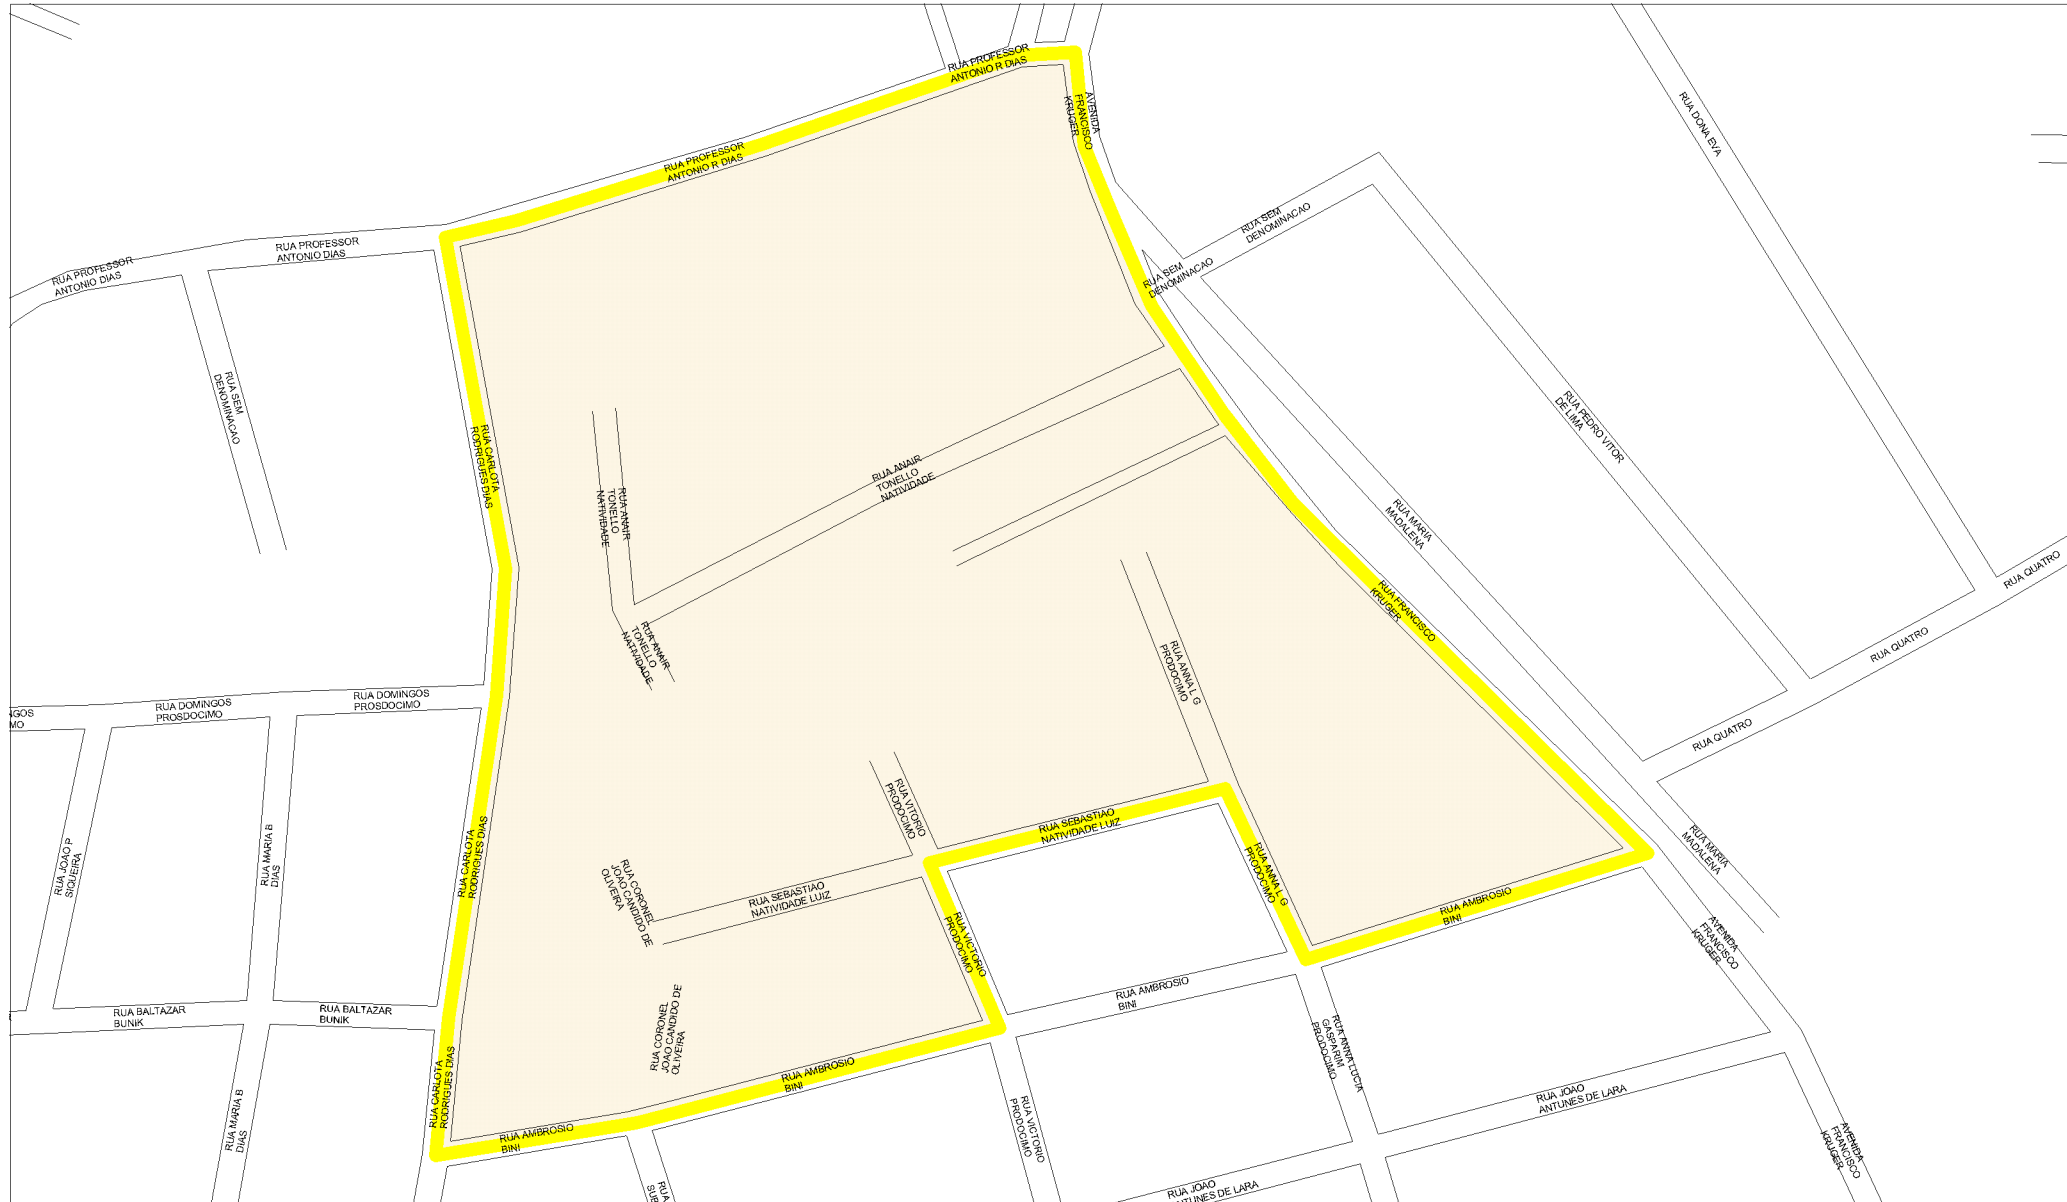 RUA PROFESSOR
ANTONIO R DIAS
AVENIDA
FRANCISCO
KRUGER
RUA DONA EVA
RUA PROFESSOR
ANTONIO R DIAS
RUA SEM
DENOMINACAO
RUA PROFESSOR
ANTONIO DIAS
RUA PROFESSOR
ANTONIO DIAS
RUA SEM
DENOMINACAO
RUA SEM
DENOMINACAO
RUA CARLOTA
RODRIGUES DIAS
RUA PEDRO VITOR
DE LIMA
RUA ANAIR
TONELLO
NATIVIDADE
RUA ANAIR
TONELLO
NATIVIDADE
RUA MARIA
MADALENA
RUA QUATRO
RUA FRANCISCO
KRUGER
RUA ANAIR
TONELLO
NATIVIDADE
RUA ANNA L G
PRODOCIMO
RUA QUATRO
RUA DOMINGOS
PROSDOCIMO
RUA DOMINGOS
PROSDOCIMO
RUA QUATRO
RUA VITORIO
PRODOCIMO
RUA SEBASTIAO
NATIVIDADE LUIZ
RUA JOAO P
SIQUEIRA
RUA MARIA B
DIAS
RUA CARLOTA
RODRIGUES DIAS
RUA CORONEL
JOAO CANDIDO DE
OLIVEIRA
RUA SEBASTIAO
NATIVIDADE LUIZ
RUA ANNA L G
PRODOCIMO
RUA MARIA
MADALENA
RUA AMBROSIO
BINI
RUA VICTORIO
PRODOCIMO
AVENIDA
FRANCISCO
KRUGER
RUA AMBROSIO
BINI
RUA BALTAZAR
BUNIK
RUA BALTAZAR
BUNIK
RUA CORONEL
JOAO CANDIDO DE
OLIVEIRA
RUA ANNA LUCIA
GASPARIM
PRODOCIMO
RUA AMBROSIO
BINI
RUA CARLOTA
RODRIGUES DIAS
RUA MARIA B
DIAS
RUA AMBROSIO
BINI
RUA VICTORIO
PRODOCIMO
RUA JOAO
ANTUNES DE LARA
AVENIDA
FRANCISCO
KRUGER
RUA JOAO
ANTUNES DE LARA
RUA